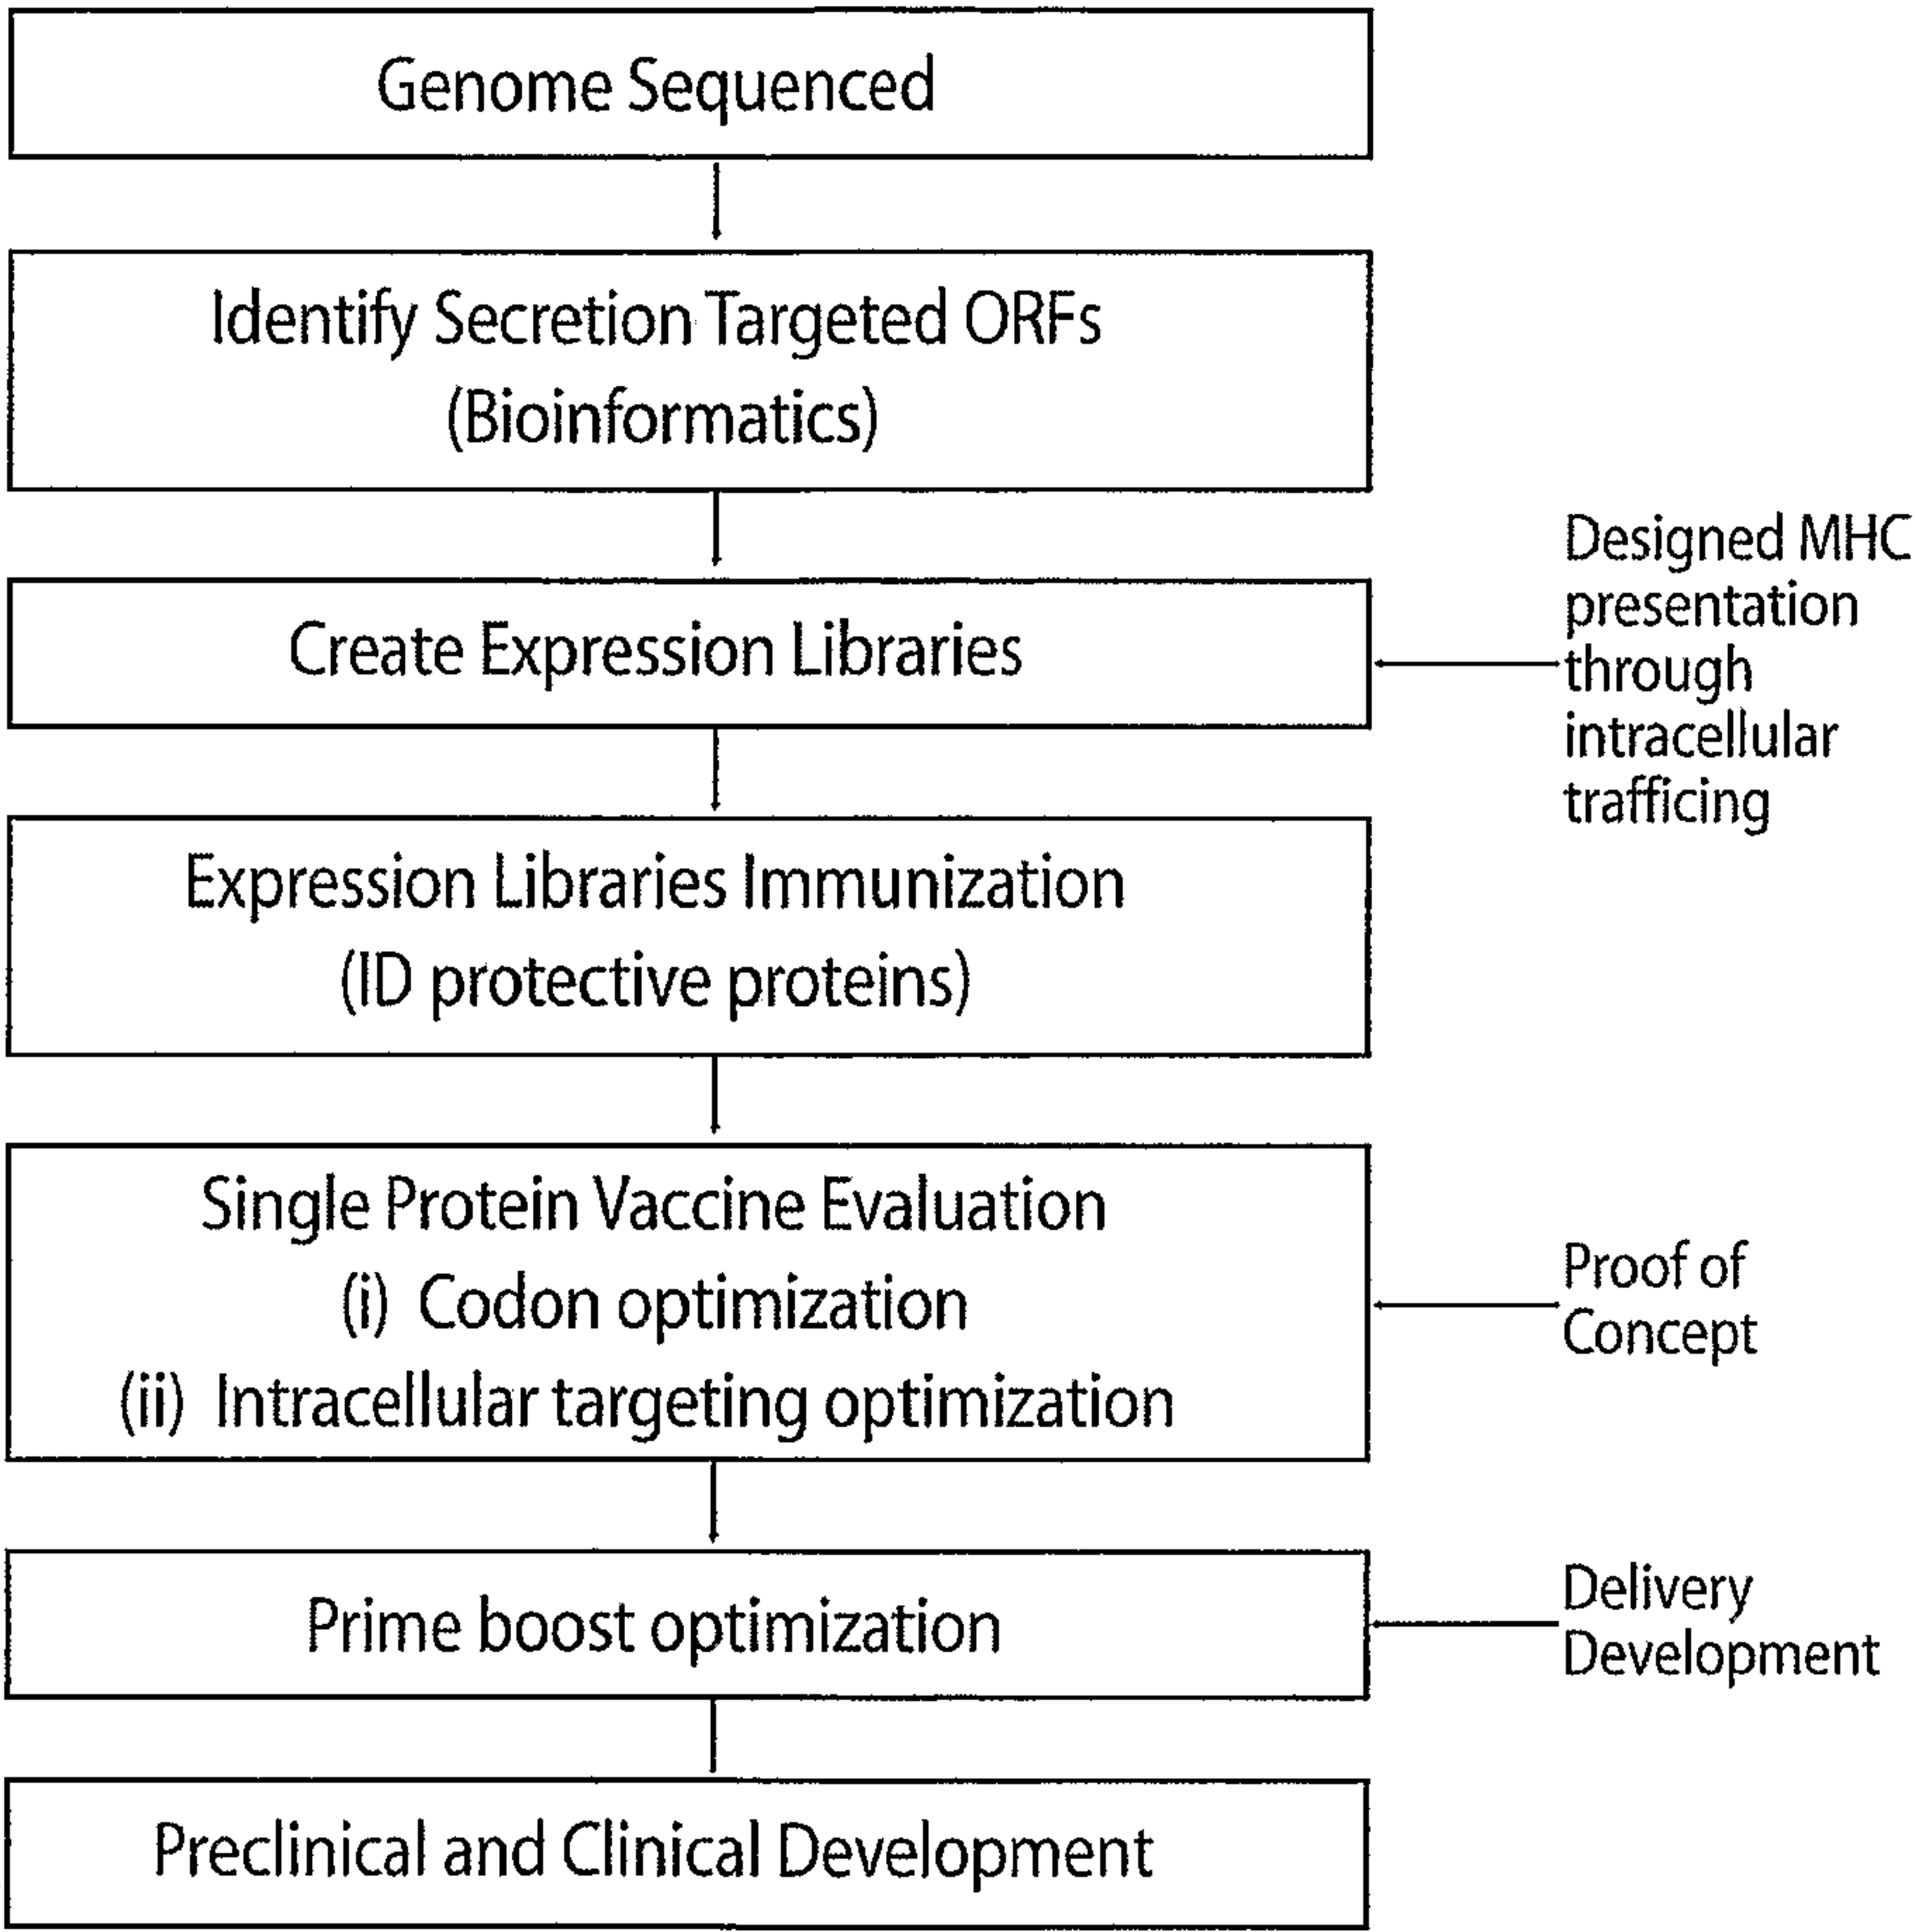 Genome Sequenced
Identify Secretion Targeted ORFs
(Bioinformatics)
Create Expression Libraries
Designed MHC
presentation
through
intracellular
trafficing
Expression Libraries Immunization
(ID protective proteins)
Single Protein Vaccine Evaluation
(i) Codon optimization
(ii) Intracellular targeting optimization
Proof of
Concept
Prime boost optimization
Delivery
Development
Preclinical and Clinical Development